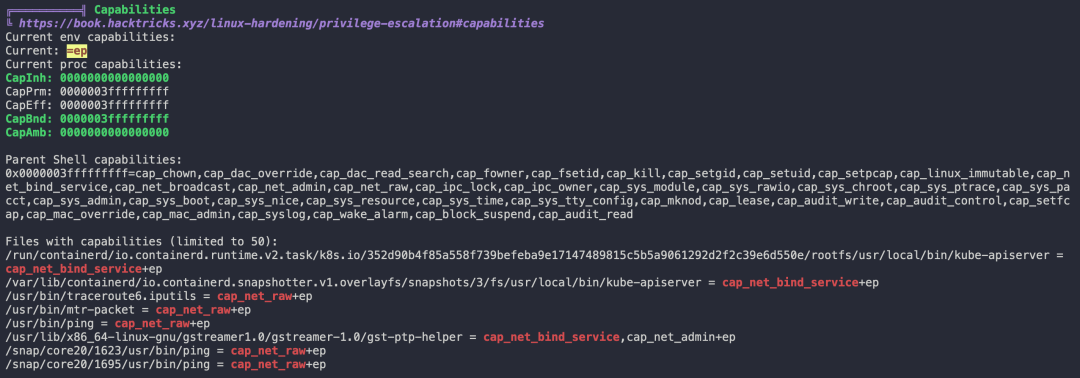 ╔══════════╣ Capabilities
╚ https://book.hacktricks.xyz/linux-hardening/privilege-escalation#capabilities
Current env capabilities:
Current: =ep
Current proc capabilities:
CapInh: 0000000000000000
CapPrm: 0000003fffffffff
CapEff: 0000003fffffffff
CapBnd: 0000003fffffffff
CapAmb: 0000000000000000

Parent Shell capabilities:
0x0000003fffffffff=cap_chown,cap_dac_override,cap_dac_read_search,cap_fowner,cap_fsetid,cap_kill,cap_setgid,cap_setuid,cap_setpcap,cap_linux_immutable,cap_n
et_bind_service,cap_net_broadcast,cap_net_admin,cap_net_raw,cap_ipc_lock,cap_ipc_owner,cap_sys_module,cap_sys_rawio,cap_sys_chroot,cap_sys_ptrace,cap_sys_pa
cct,cap_sys_admin,cap_sys_boot,cap_sys_nice,cap_sys_resource,cap_sys_time,cap_sys_tty_config,cap_mknod,cap_lease,cap_audit_write,cap_audit_control,cap_setfc
ap,cap_mac_override,cap_mac_admin,cap_syslog,cap_wake_alarm,cap_block_suspend,cap_audit_read

Files with capabilities (limited to 50):
/run/containerd/io.containerd.runtime.v2.task/k8s.io/352d90b4f85a558f739befeba9e17147489815c5b5a9061292d2f2c39e6d550e/rootfs/usr/local/bin/kube-apiserver =
cap_net_bind_service+ep
/var/lib/containerd/io.containerd.snapshotter.v1.overlayfs/snapshots/3/fs/usr/local/bin/kube-apiserver = cap_net_bind_service+ep
/usr/bin/traceroute6.iputils = cap_net_raw+ep
/usr/bin/mtr-packet = cap_net_raw+ep
/usr/bin/ping = cap_net_raw+ep
/usr/lib/x86_64-linux-gnu/gstreamer1.0/gstreamer-1.0/gst-ptp-helper = cap_net_bind_service,cap_net_admin+ep
/snap/core20/1623/usr/bin/ping = cap_net_raw+ep
/snap/core20/1695/usr/bin/ping = cap_net_raw+ep